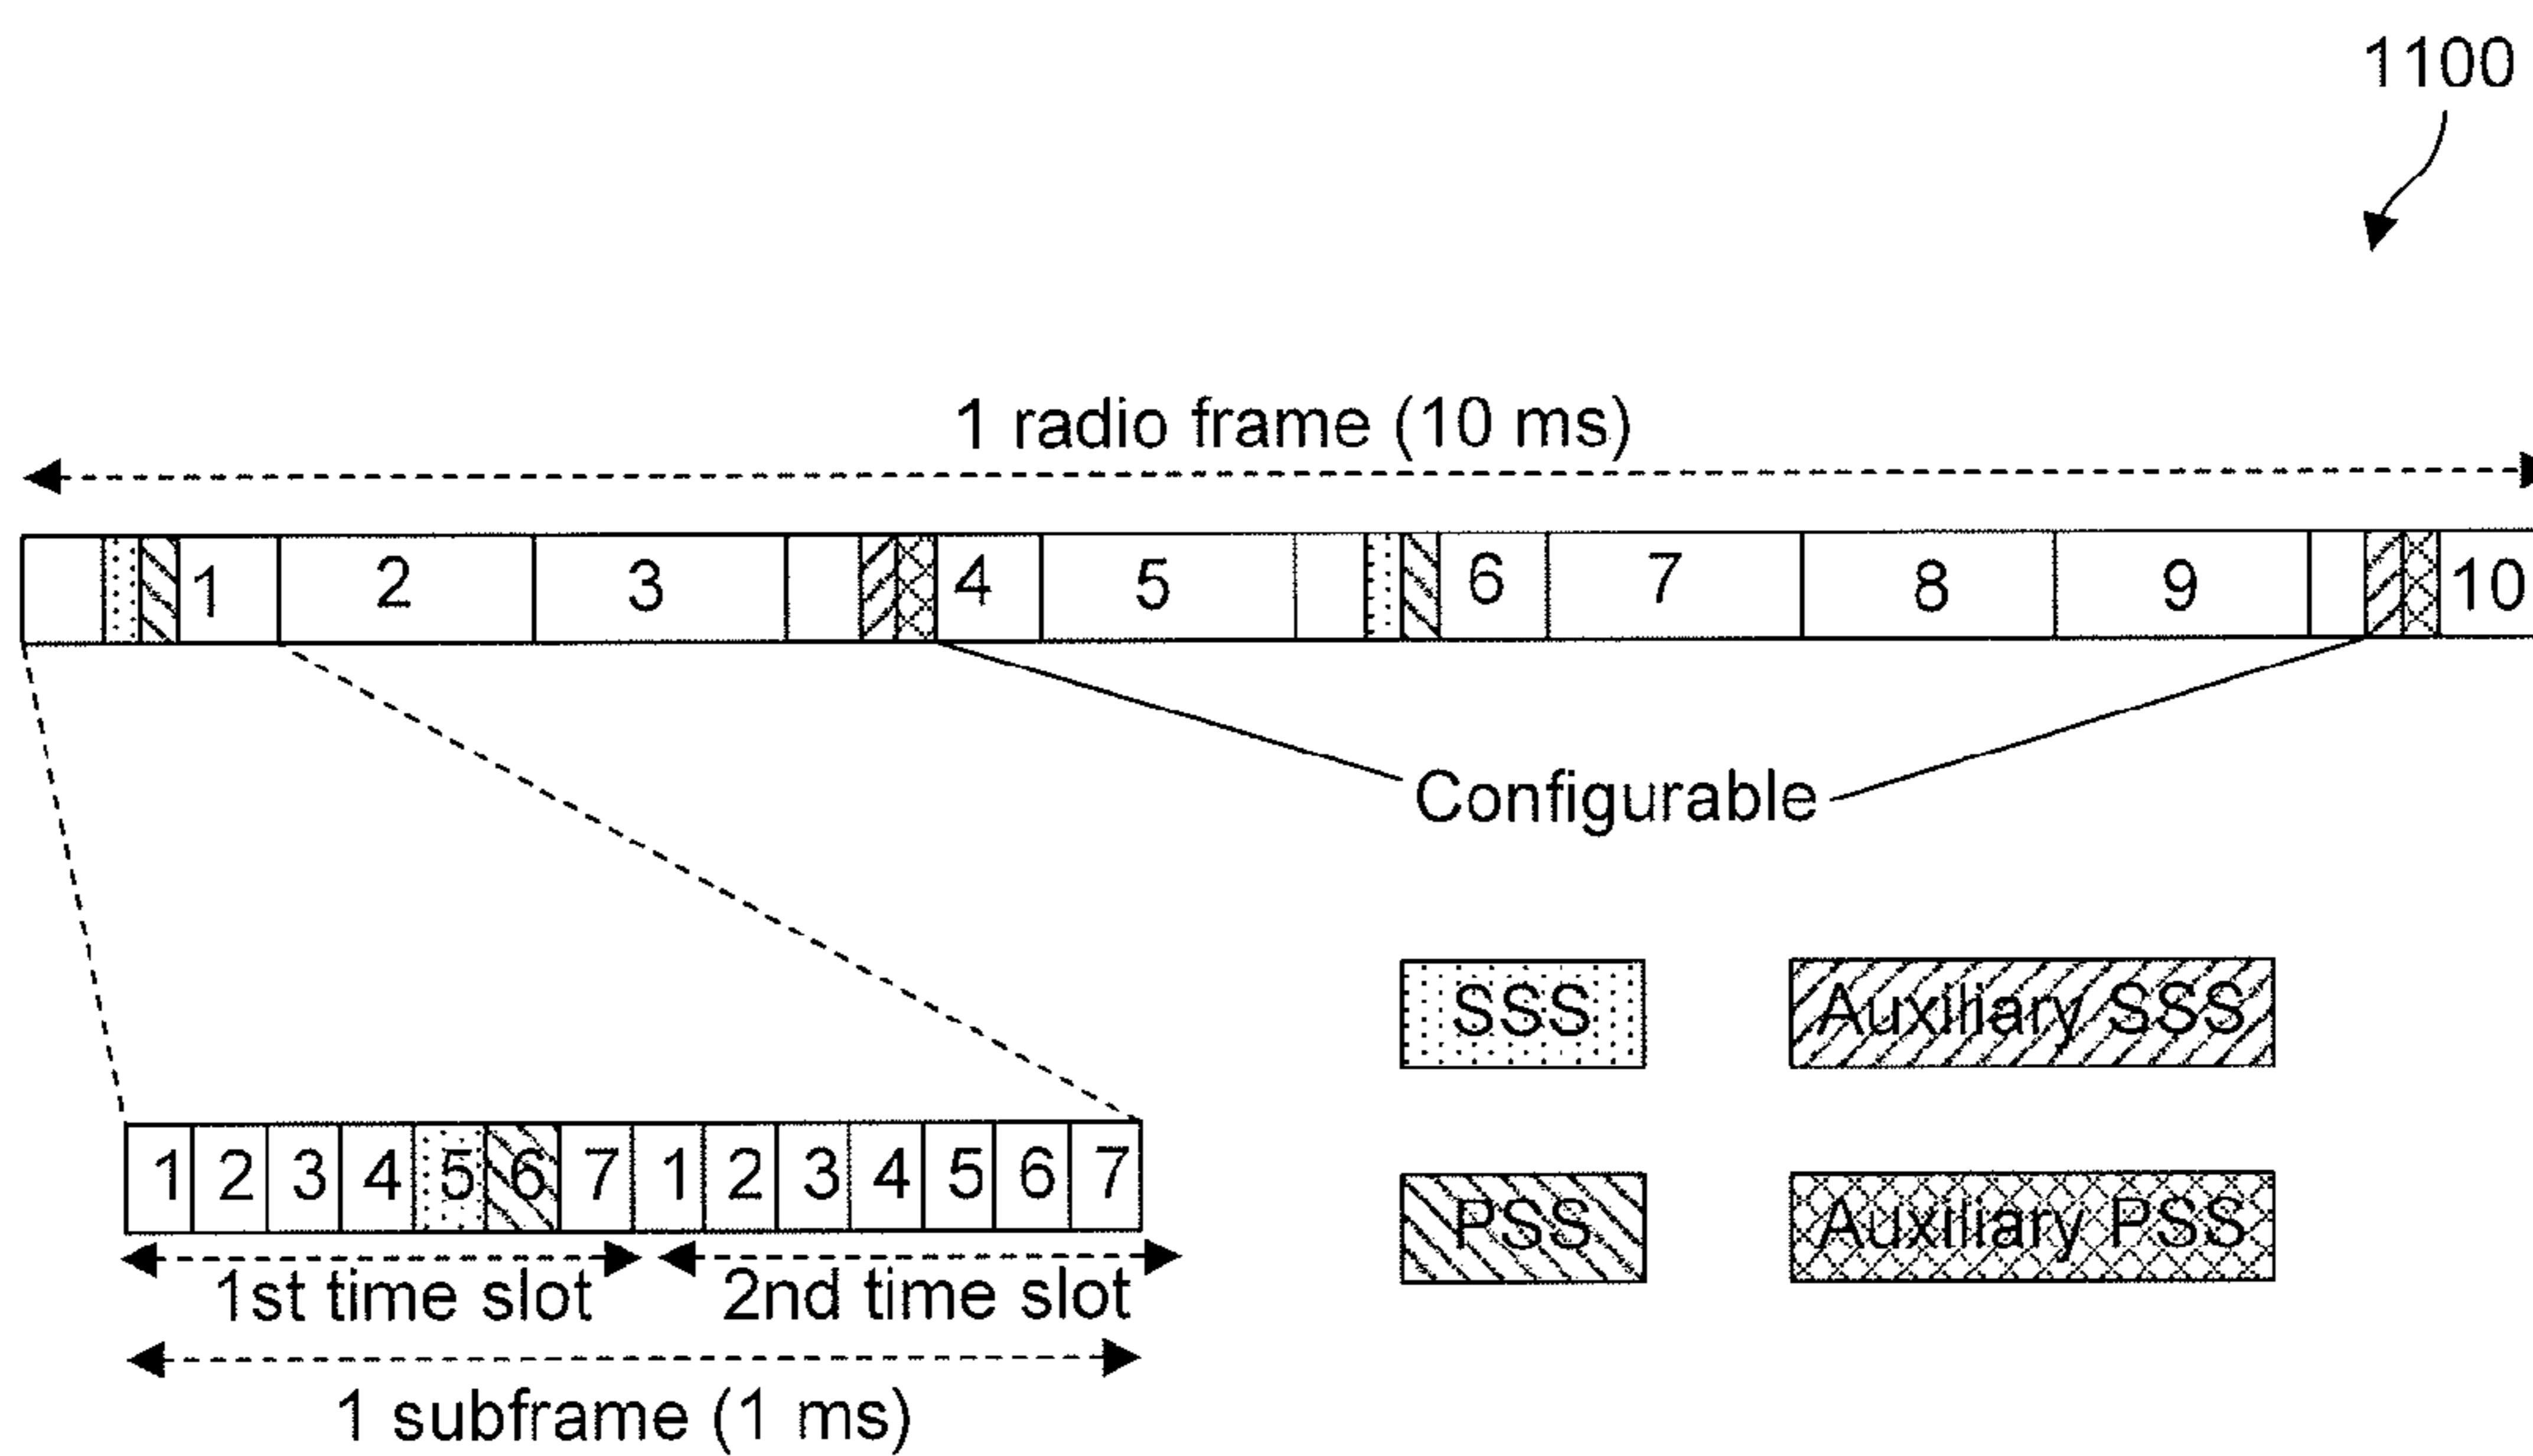 1100
1 radio frame (10 ms)
1 2 3 4 5 6 7 8 9 10
Configurable
SSS Auxiliary SSS
1 2 3 4 5 6 7 1 2 3 4 5 6 7
PSS Auxiliary PSS
1st time slot 2nd time slot
1 subframe (1 ms)